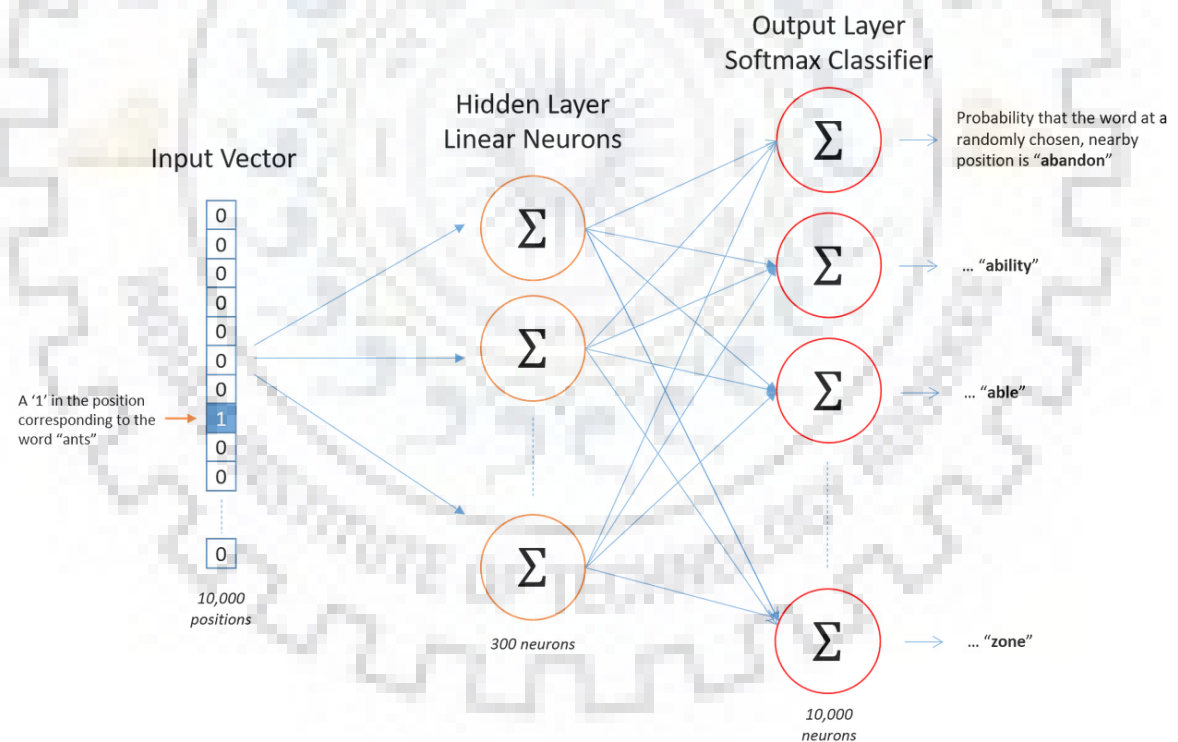 Output Layer
Softmax Classifier
Hidden Layer
Linear Neurons
Input Vector
0
0
0
0
0
0
0
1
0
0
0
A ‘1’ in the position
corresponding to the
word “ants”
10,000
positions
Σ
Σ
Σ
300 neurons
Σ
Σ
Σ
Σ
10,000
neurons
Probability that the word at a
randomly chosen, nearby
position is “abandon”
... “ability”
... “able”
... “zone”